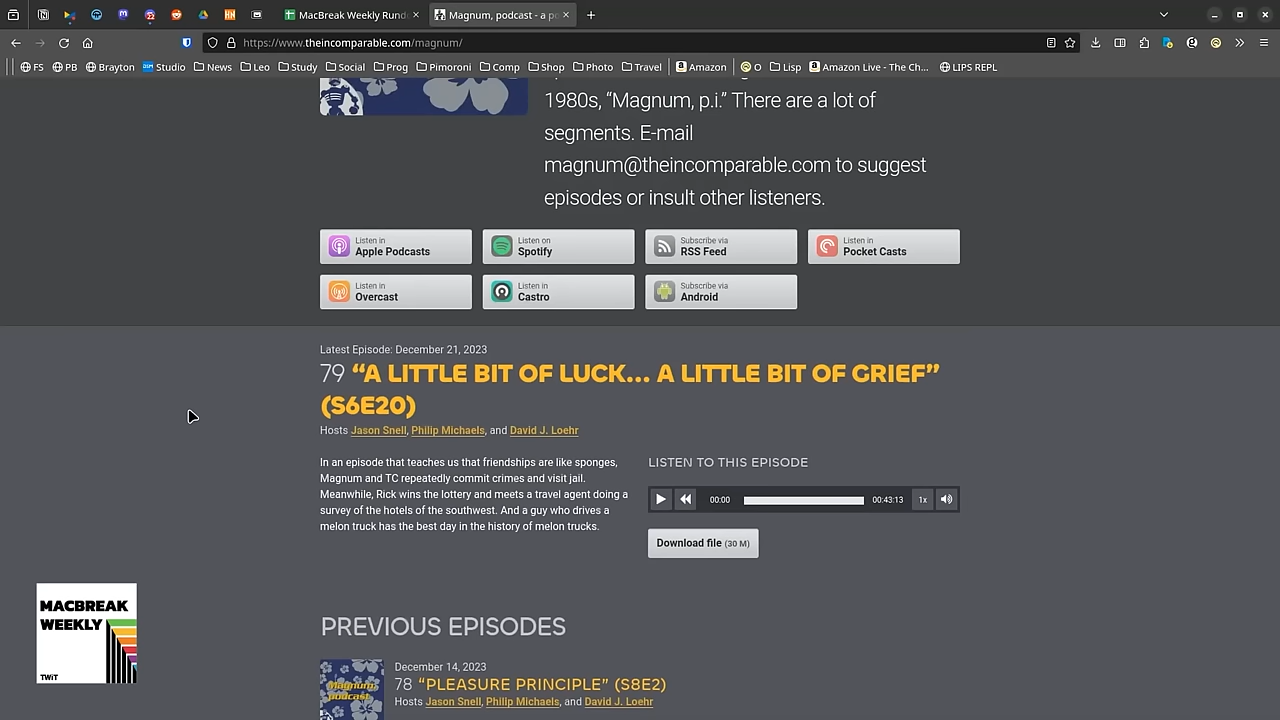 MacBreak Weekly Runde
Magnum, podcast - a po
https://www.theincomparable.com/magnum/
FS PB Brayton Studio News Leo Study Social Prog Pimoroni Comp Shop Photo Travel Amazon O Lisp Amazon Live - The Ch... LIPS REPL
1980s, “Magnum, p.i.” There are a lot of
segments. E-mail
magnum@theincomparable.com to suggest
episodes or insult other listeners.
Listen in
Apple Podcasts
Listen on
Spotify
Subscribe via
RSS Feed
Listen in
Pocket Casts
Listen in
Overcast
Listen in
Castro
Subscribe via
Android
Latest Episode: December 21, 2023
79 “A LITTLE BIT OF LUCK... A LITTLE BIT OF GRIEF”
(S6E20)
Hosts Jason Snell, Philip Michaels, and David J. Loehr
In an episode that teaches us that friendships are like sponges,
Magnum and TC repeatedly commit crimes and visit jail.
Meanwhile, Rick wins the lottery and meets a travel agent doing a
survey of the hotels of the southwest. And a guy who drives a
melon truck has the best day in the history of melon trucks.
LISTEN TO THIS EPISODE
00:00
00:43:13
1x
Download file (30 M)
MACBREAK
WEEKLY
TWiT
PREVIOUS EPISODES
Magnum,
podcast
December 14, 2023
78 “PLEASURE PRINCIPLE” (S8E2)
Hosts Jason Snell, Philip Michaels, and David J. Loehr